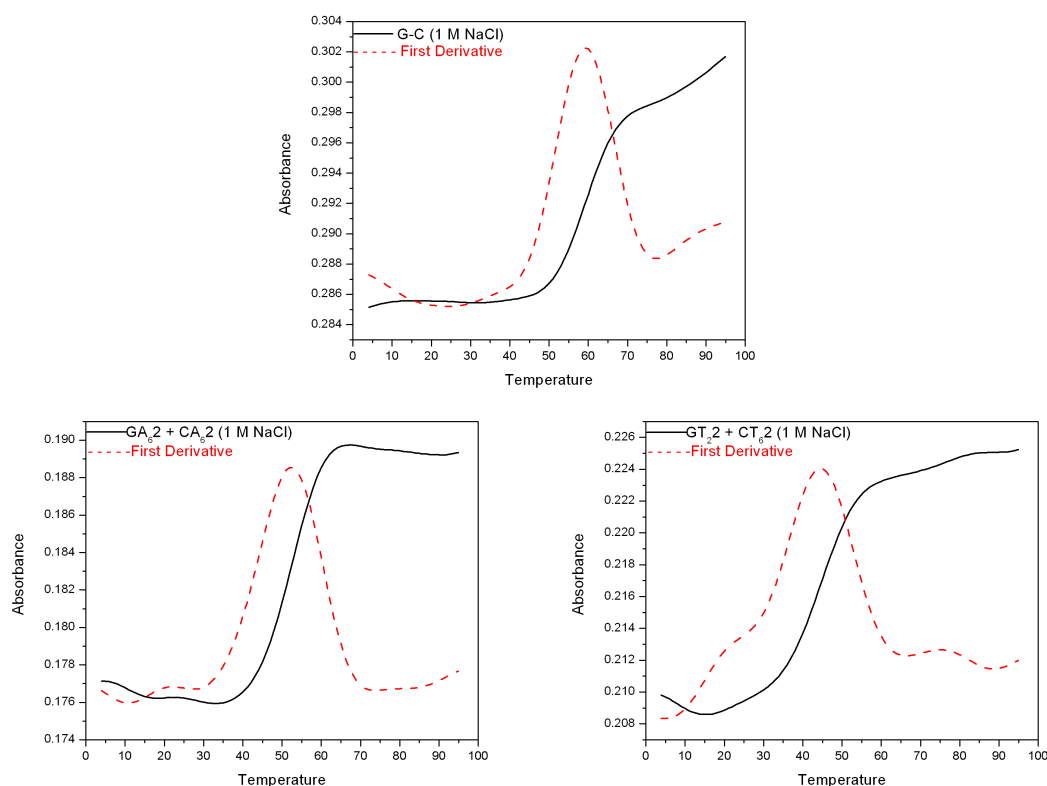 G-C (1 M NaCl)
First Derivative
0.304
0.302
0.300
0.298
0.296
0.294
0.292
0.290
0.288
0.286
0.284
Absorbance
0 10 20 30 40 50 60 70 80 90 100
Temperature
GA₆2 + CA₆2 (1 M NaCl)
First Derivative
0.190
0.188
0.186
0.184
0.182
0.180
0.178
0.176
0.174
Absorbance
0 10 20 30 40 50 60 70 80 90 100
Temperature
GT₂2 + CT₆2 (1 M NaCl)
First Derivative
0.226
0.224
0.222
0.220
0.218
0.216
0.214
0.212
0.210
0.208
Absorbance
0 10 20 30 40 50 60 70 80 90 100
Temperature